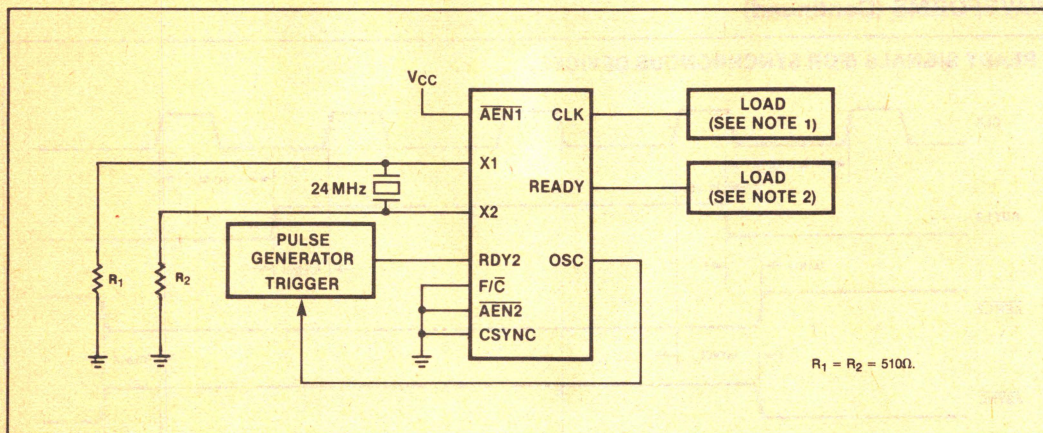 VCC
AEN1
CLK
LOAD
(SEE NOTE 1)
X1
24 MHz
READY
LOAD
(SEE NOTE 2)
X2
PULSE
GENERATOR
TRIGGER
RDY2
OSC
R1
R2
F/C
AEN2
CSYNC
R1 = R2 = 510Ω.